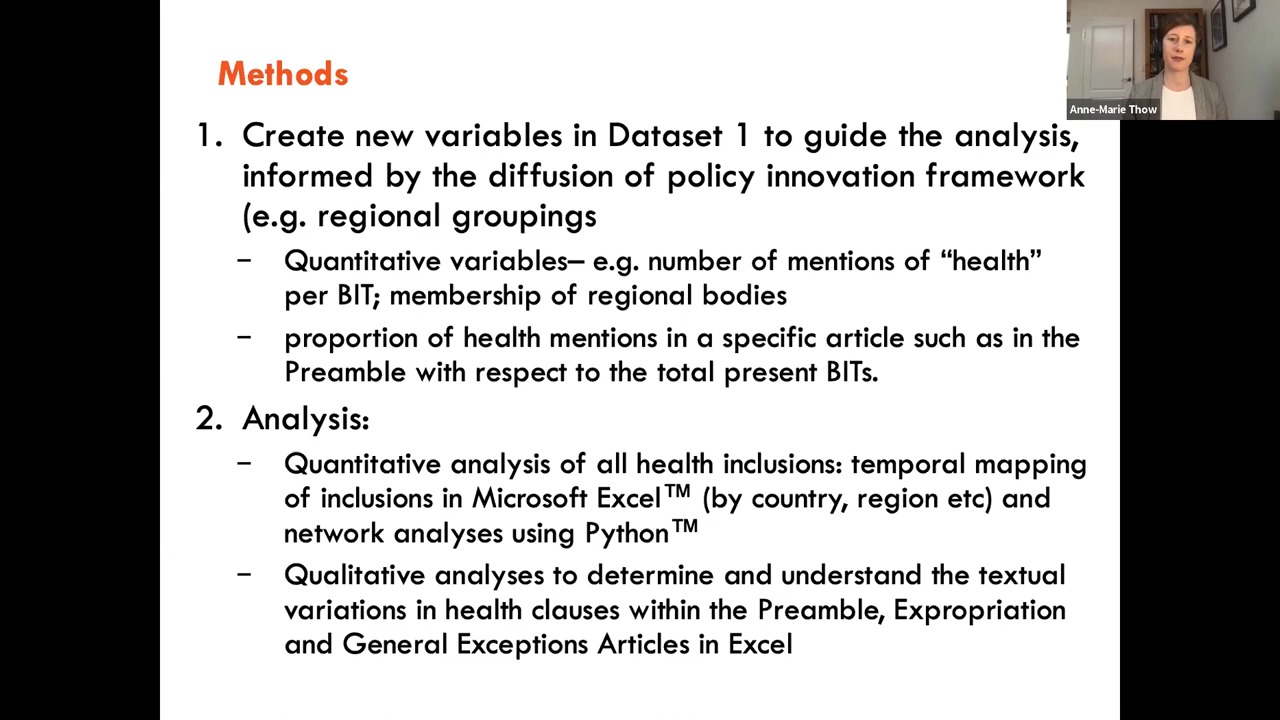 Methods
Anne-Marie Thow
1. Create new variables in Dataset 1 to guide the analysis,
informed by the diffusion of policy innovation framework
(e.g. regional groupings
– Quantitative variables– e.g. number of mentions of “health”
per BIT; membership of regional bodies
– proportion of health mentions in a specific article such as in the
Preamble with respect to the total present BITs.
2. Analysis:
– Quantitative analysis of all health inclusions: temporal mapping
of inclusions in Microsoft Excel™ (by country, region etc) and
network analyses using Python™
– Qualitative analyses to determine and understand the textual
variations in health clauses within the Preamble, Expropriation
and General Exceptions Articles in Excel